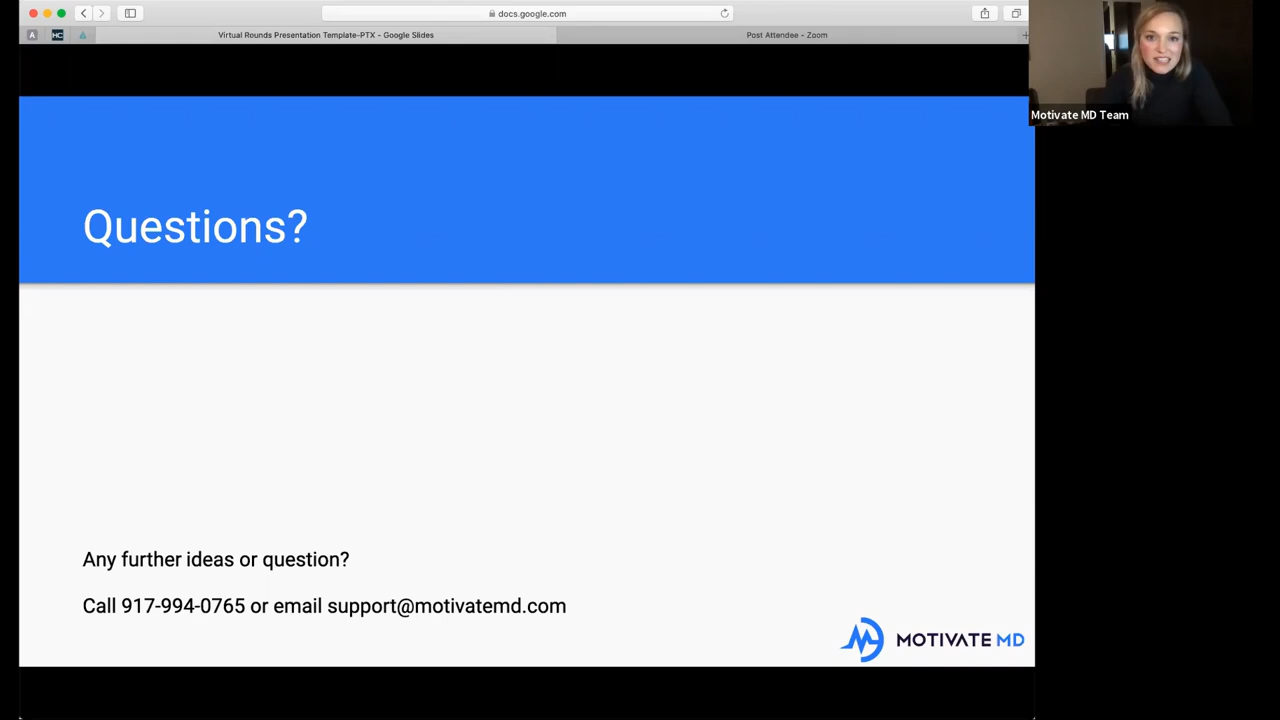 docs.google.com
A
HC
Virtual Rounds Presentation Template-PTX - Google Slides
Post Attendee - Zoom
Motivate MD Team
Questions?
Any further ideas or question?
Call 917-994-0765 or email support@motivatemd.com
MOTIVATE MD